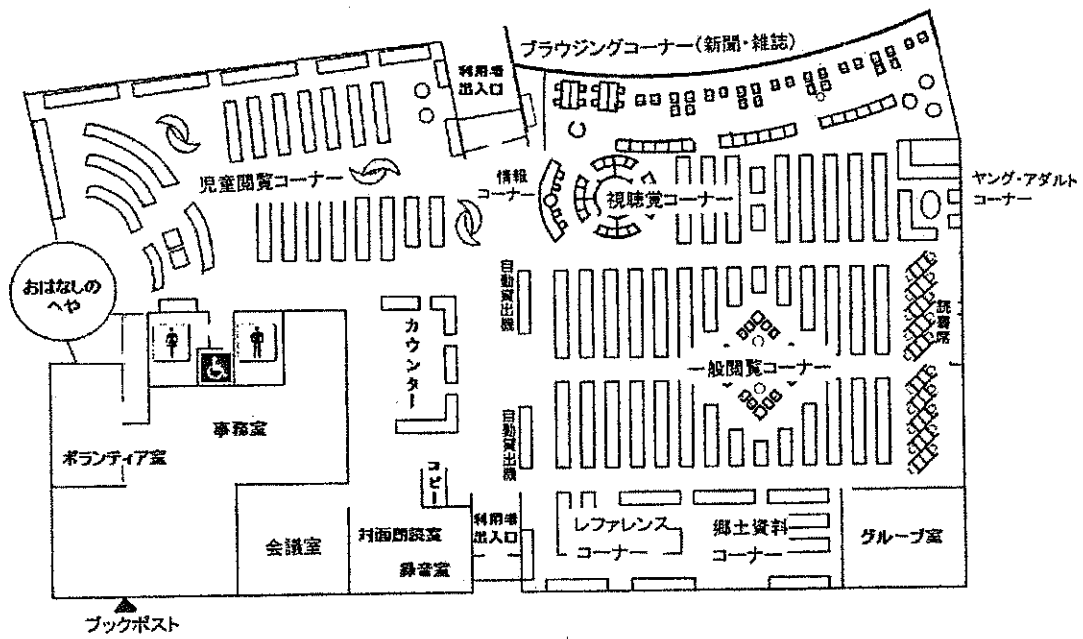 ブラウジングコーナー(新聞・雑誌)
利用者
出入口
児童閲覧コーナー
情報
コーナー
視聴覚コーナー
ヤング・アダルト
コーナー
おはなしの
へや
自動貸出機
カウンター
読書席
一般閲覧コーナー
自動貸出機
事務室
ボランティア室
コピー
利用者
出入口
レファレンス
コーナー
郷土資料
コーナー
グループ室
会議室
対面朗読室
録音室
ブックポスト